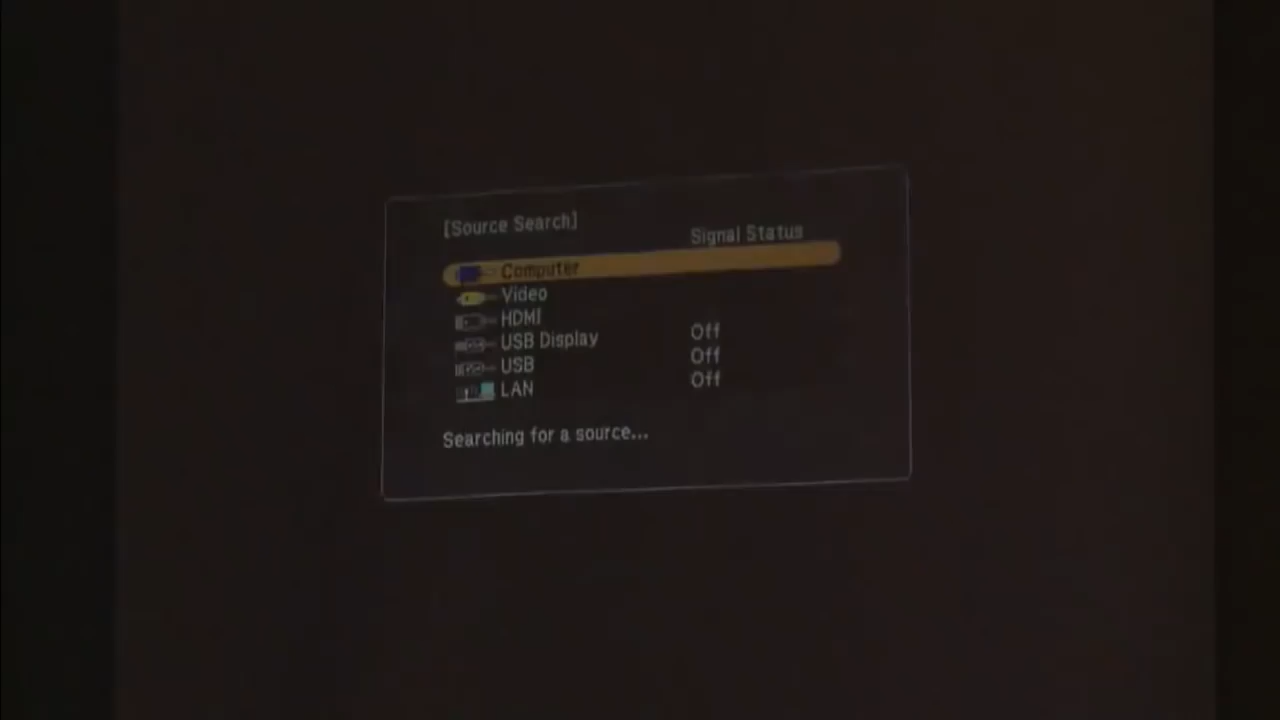 [Source Search]
Signal Status
Computer
Video
HDMI
USB Display Off
USB Off
LAN Off
Searching for a source...